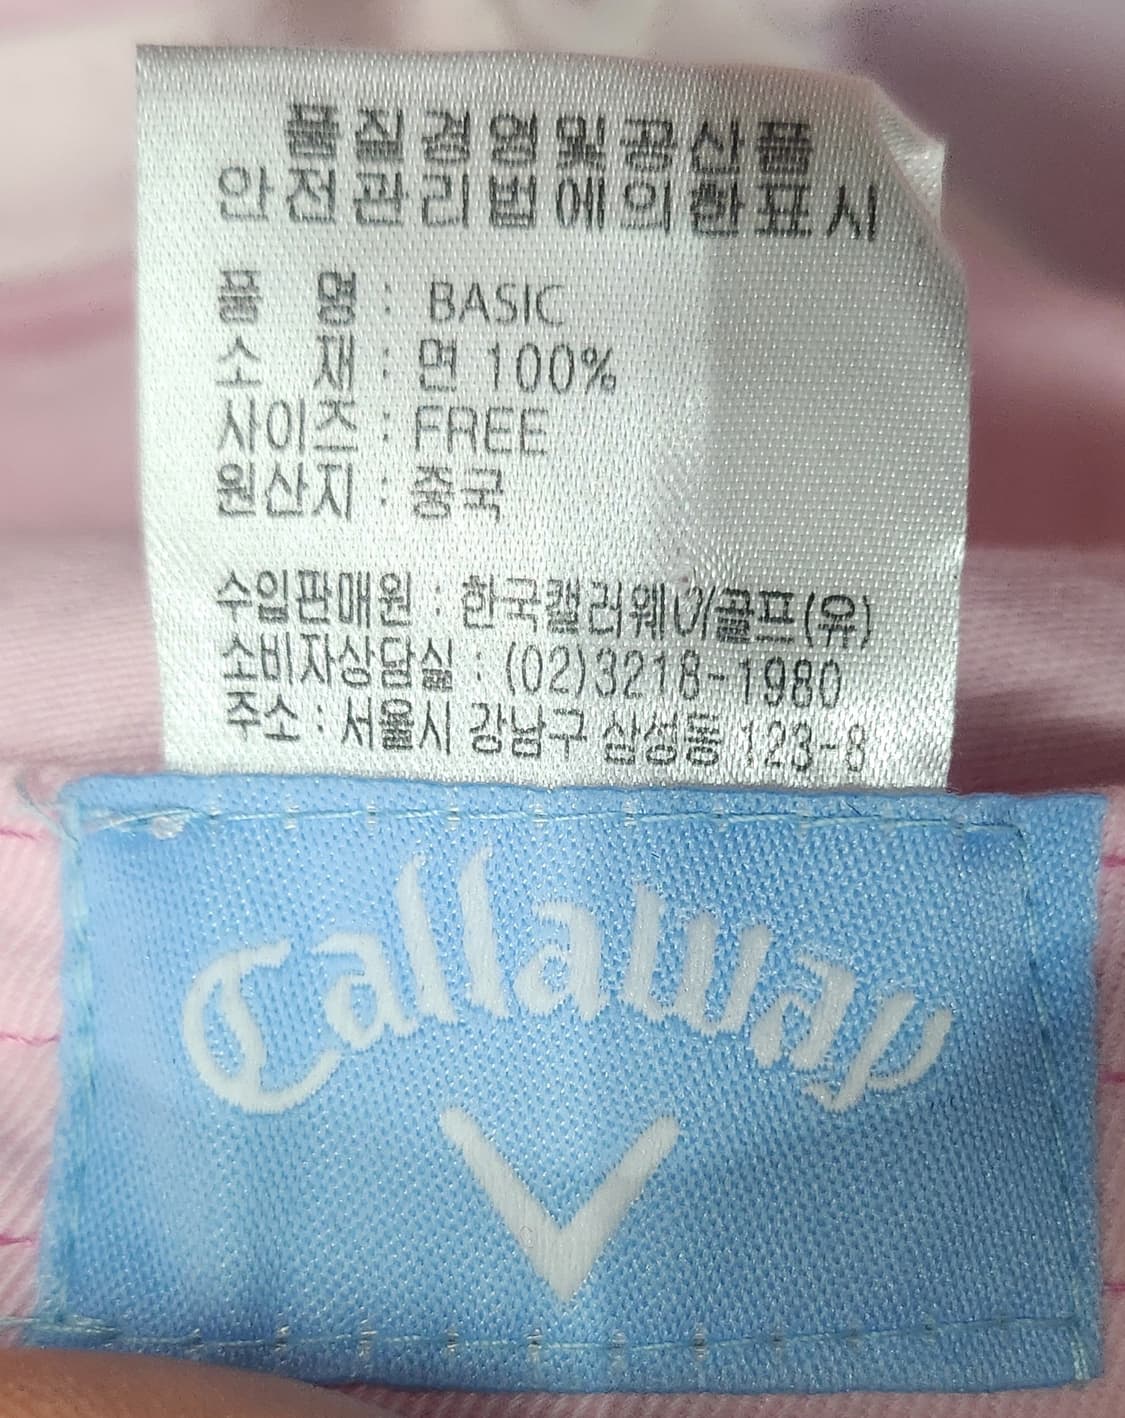 품질경영및공산품
안전관리법에의한표시
품 명 : BASIC
소 재 : 면 100%
사이즈 : FREE
원산지 : 중국
수입판매원 : 한국캘러웨이골프(유)
소비자상담실 : (02)3218-1980
주소 : 서울시 강남구 삼성동 123-8
Callaway